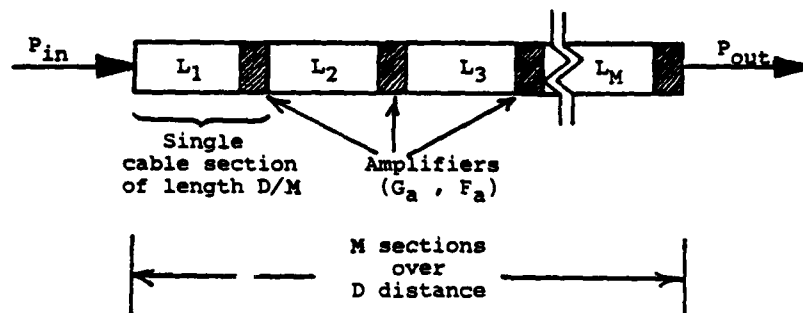 P_in
L_1
L_2
L_3
L_M
P_out
Single
cable section
of length D/M
Amplifiers
(G_a , F_a)
M sections
over
D distance